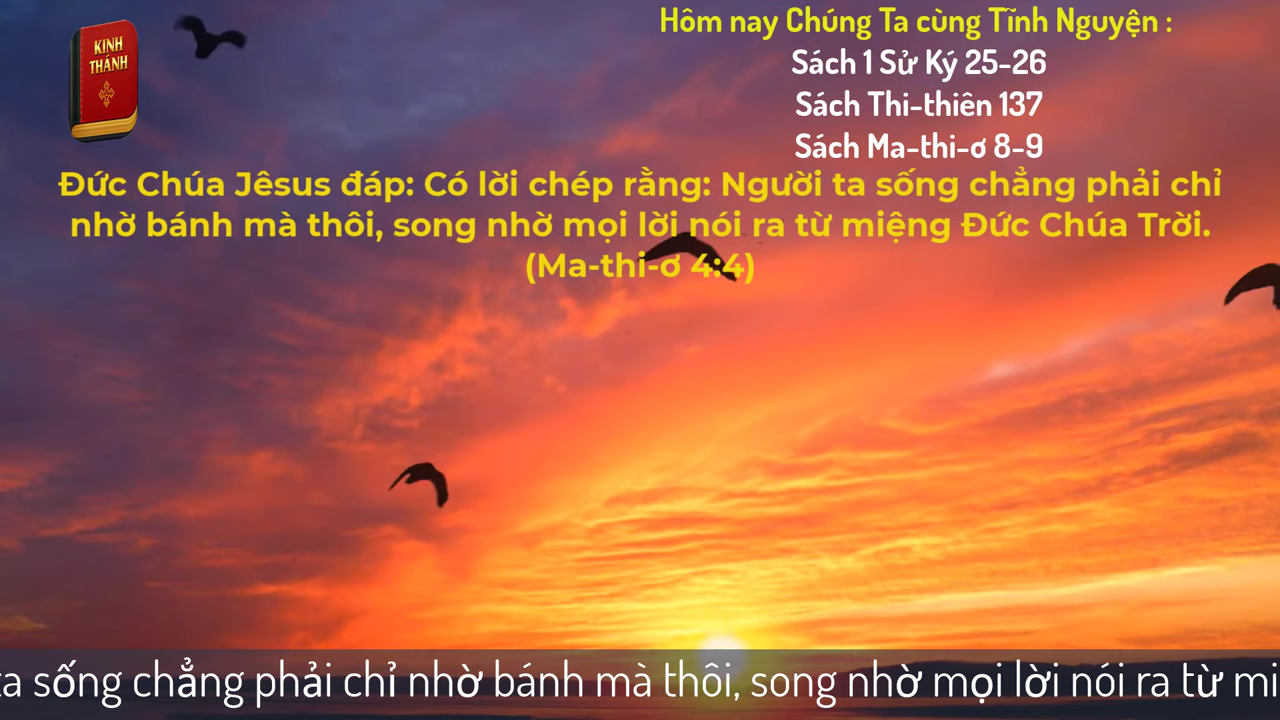 KINH
THÁNH
Hôm nay Chúng Ta cùng Tĩnh Nguyện :
Sách 1 Sử Ký 25-26
Sách Thi-thiên 137
Sách Ma-thi-ơ 8-9
Đức Chúa Jêsus đáp: Có lời chép rằng: Người ta sống chẳng phải chỉ
nhờ bánh mà thôi, song nhờ mọi lời nói ra từ miệng Đức Chúa Trời.
(Ma-thi-ơ 4:4)
ta sống chẳng phải chỉ nhờ bánh mà thôi, song nhờ mọi lời nói ra từ mi